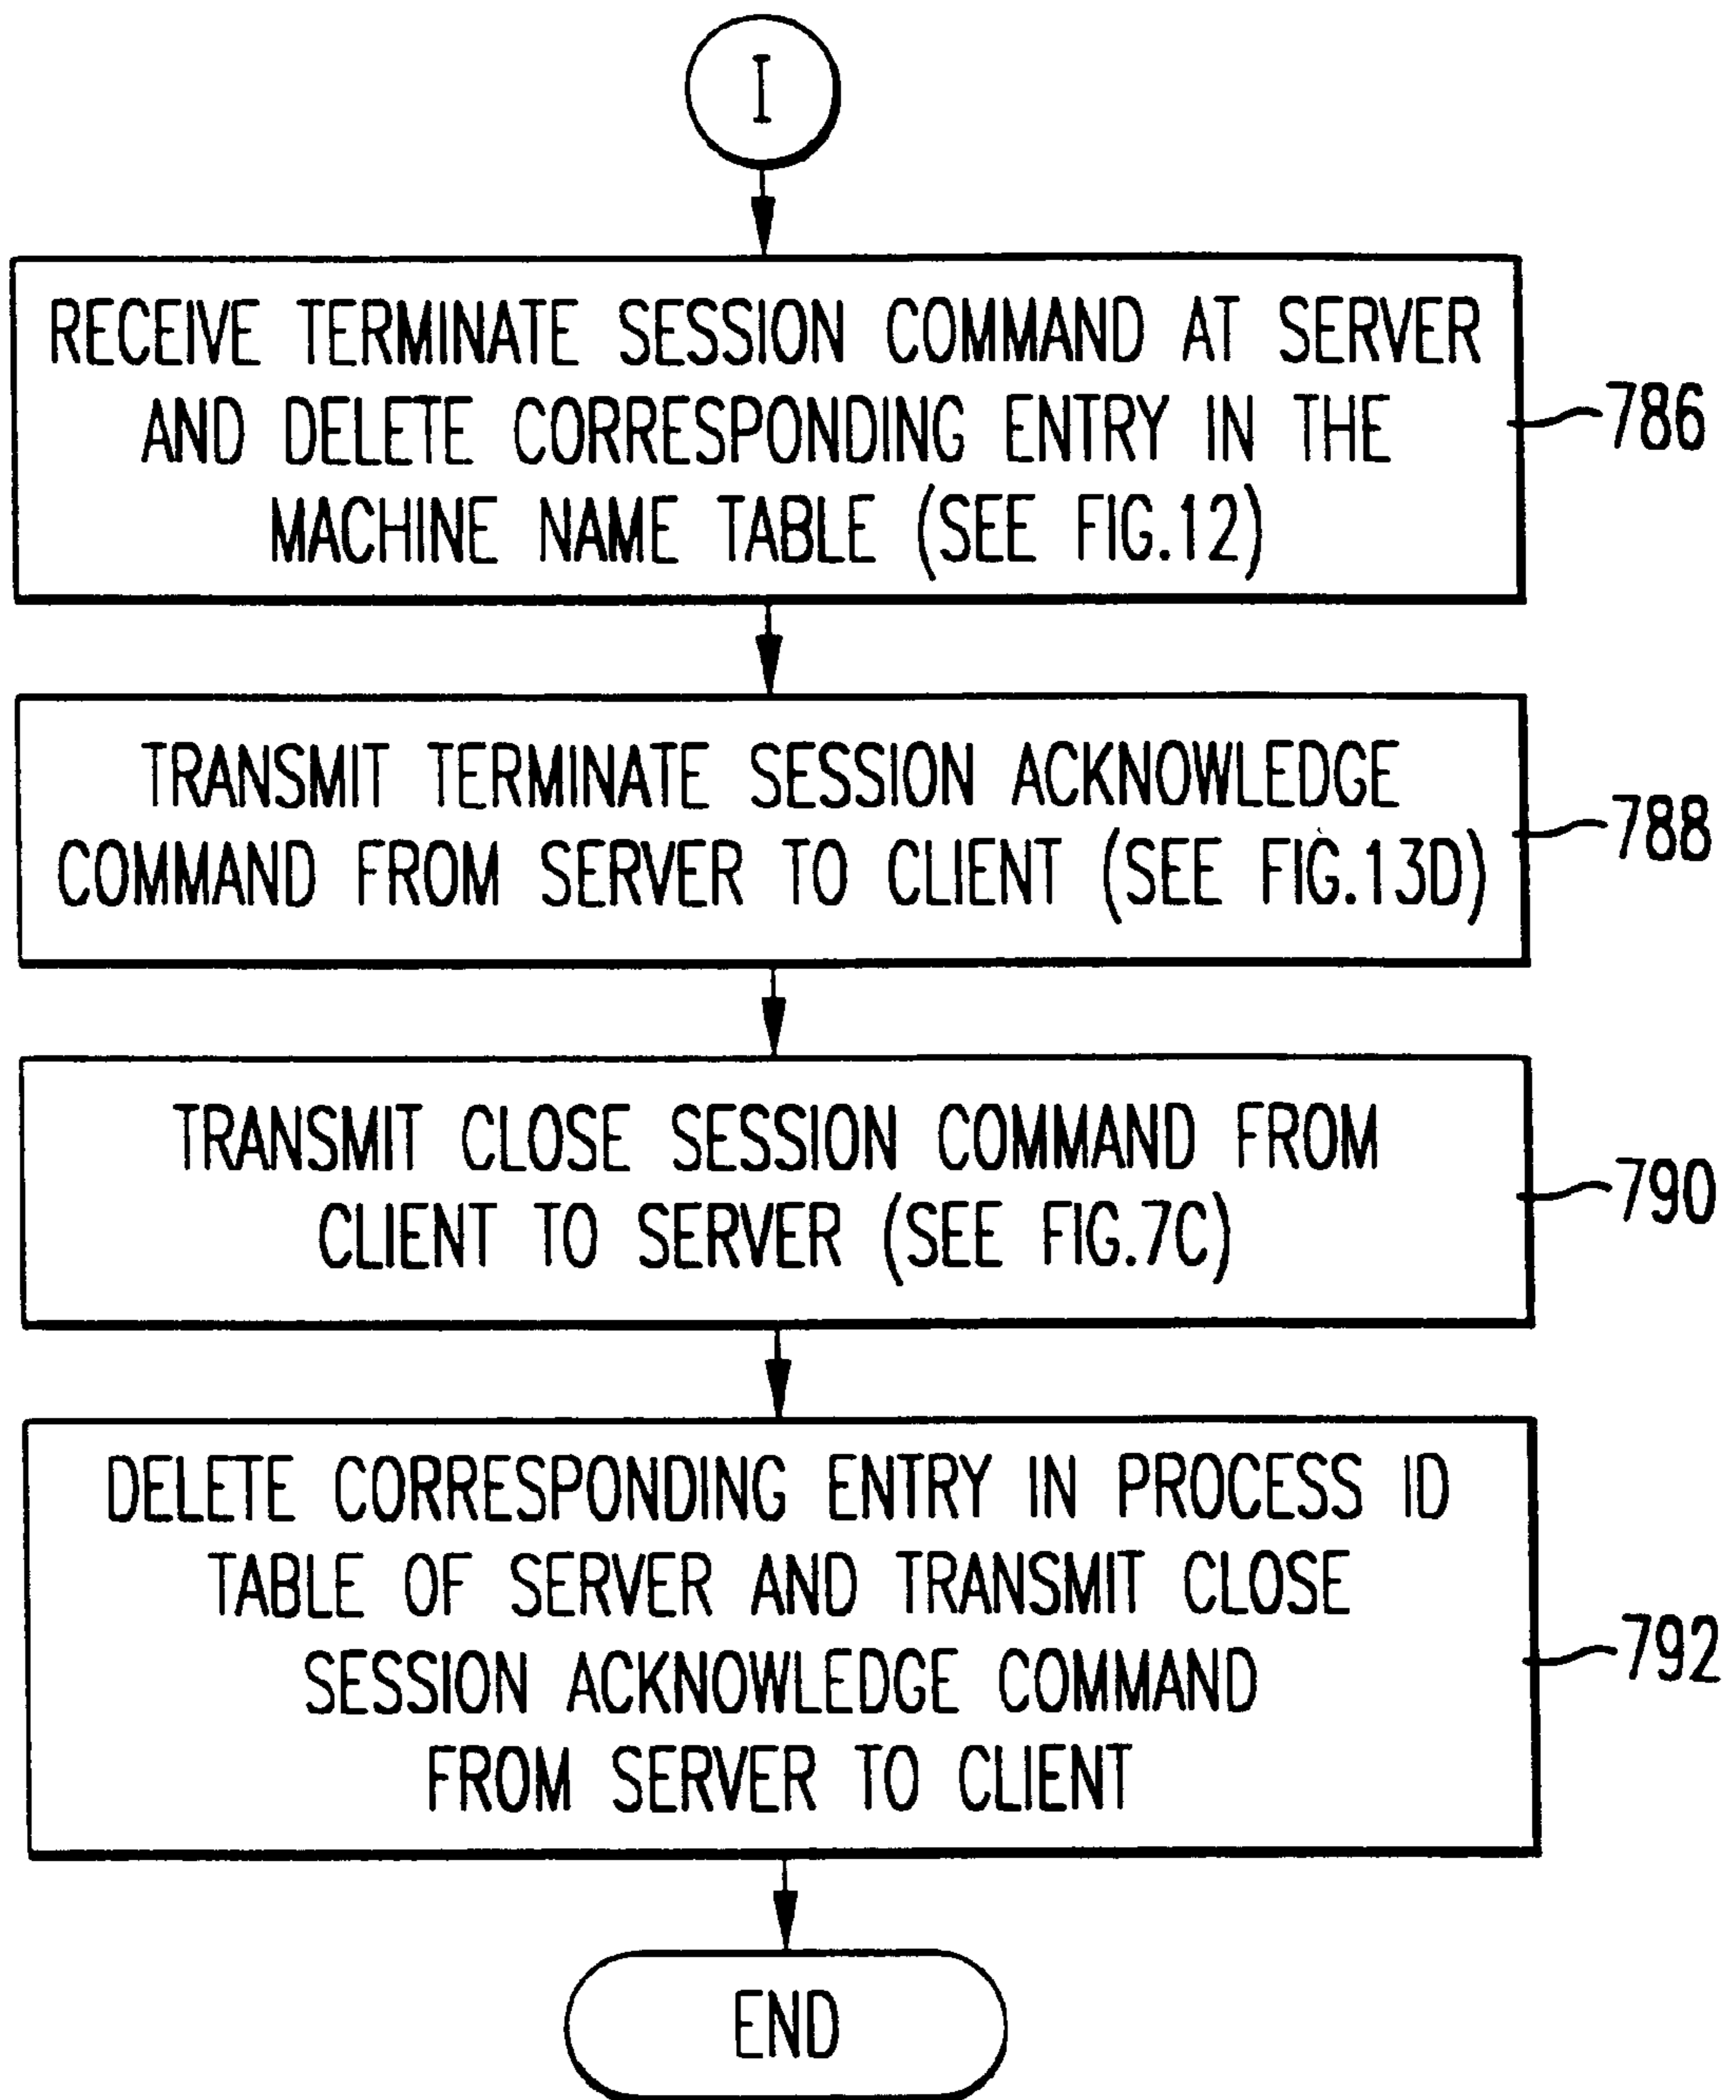 I
RECEIVE TERMINATE SESSION COMMAND AT SERVER
AND DELETE CORRESPONDING ENTRY IN THE
MACHINE NAME TABLE (SEE FIG.12)
786
TRANSMIT TERMINATE SESSION ACKNOWLEDGE
COMMAND FROM SERVER TO CLIENT (SEE FIG.13D)
788
TRANSMIT CLOSE SESSION COMMAND FROM
CLIENT TO SERVER (SEE FIG.7C)
790
DELETE CORRESPONDING ENTRY IN PROCESS ID
TABLE OF SERVER AND TRANSMIT CLOSE
SESSION ACKNOWLEDGE COMMAND
FROM SERVER TO CLIENT
792
END